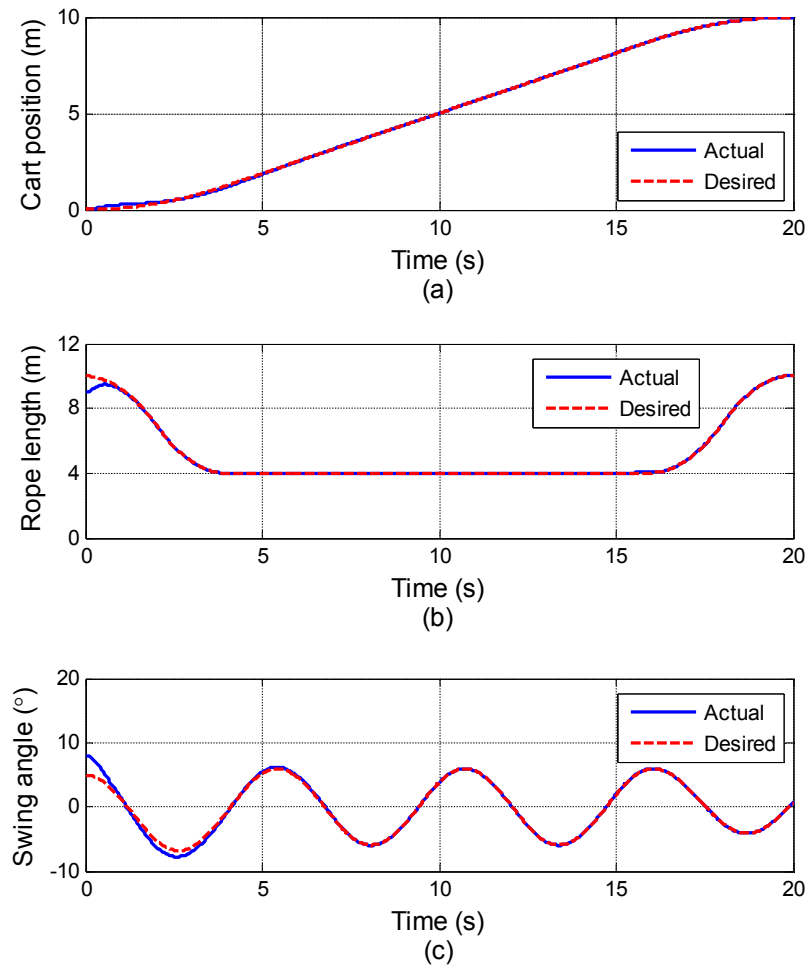 Cart position (m)
10
5
0
0
5
10
15
20
Actual
Desired
Time (s)
(a)
Rope length (m)
12
8
4
0
0
5
10
15
20
Actual
Desired
Time (s)
(b)
Swing angle (°)
20
10
0
-10
0
5
10
15
20
Actual
Desired
Time (s)
(c)